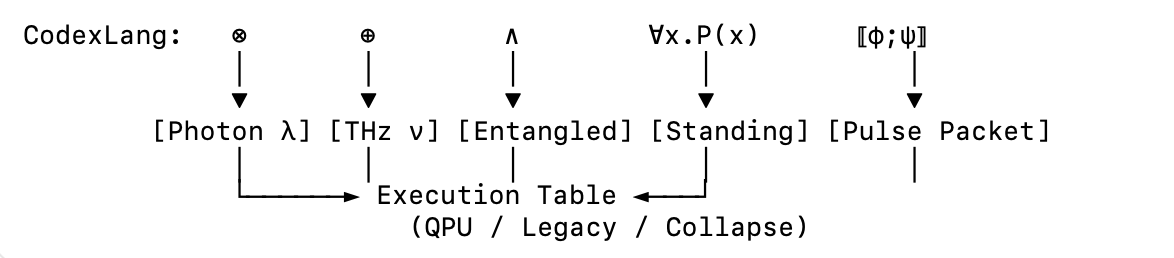 CodexLang: ⊗ ⊕ ∧ ∀x.P(x) ⟦ϕ;ψ⟧
[Photon λ] [THz ν] [Entangled] [Standing] [Pulse Packet]
Execution Table
(QPU / Legacy / Collapse)